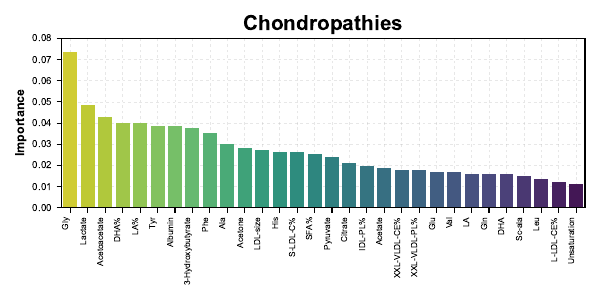 Chondropathies
Importance
0.08
0.07
0.06
0.05
0.04
0.03
0.02
0.01
0.00
Gly
Lactate
Acetoacetate
DHA%
LA%
Tyr
Albumin
3-Hydroxybutyrate
Phe
Ala
Acetone
LDL-size
His
S-LDL-C%
SFA%
Pyruvate
Citrate
IDL-PL%
Acetate
XXL-VLDL-CE%
XXL-VLDL-PL%
Glu
Val
LA
Gln
DHA
Sc-ala
Leu
L-LDL-CE%
Unsaturation